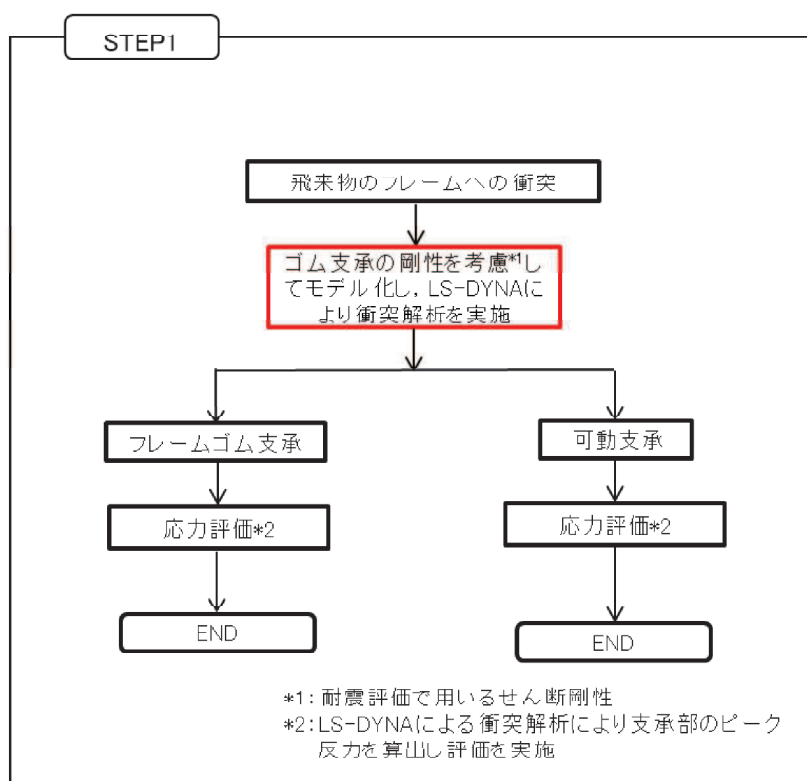 STEP1
飛来物のフレームへの衝突
ゴム支承の剛性を考慮*1し
てモデル化し，LS-DYNAに
より衝突解析を実施
フレームゴム支承
可動支承
応力評価*2
応力評価*2
END
END
*1：耐震評価で用いるせん断剛性
*2：LS-DYNAによる衝突解析により支承部のピーク
反力を算出し評価を実施